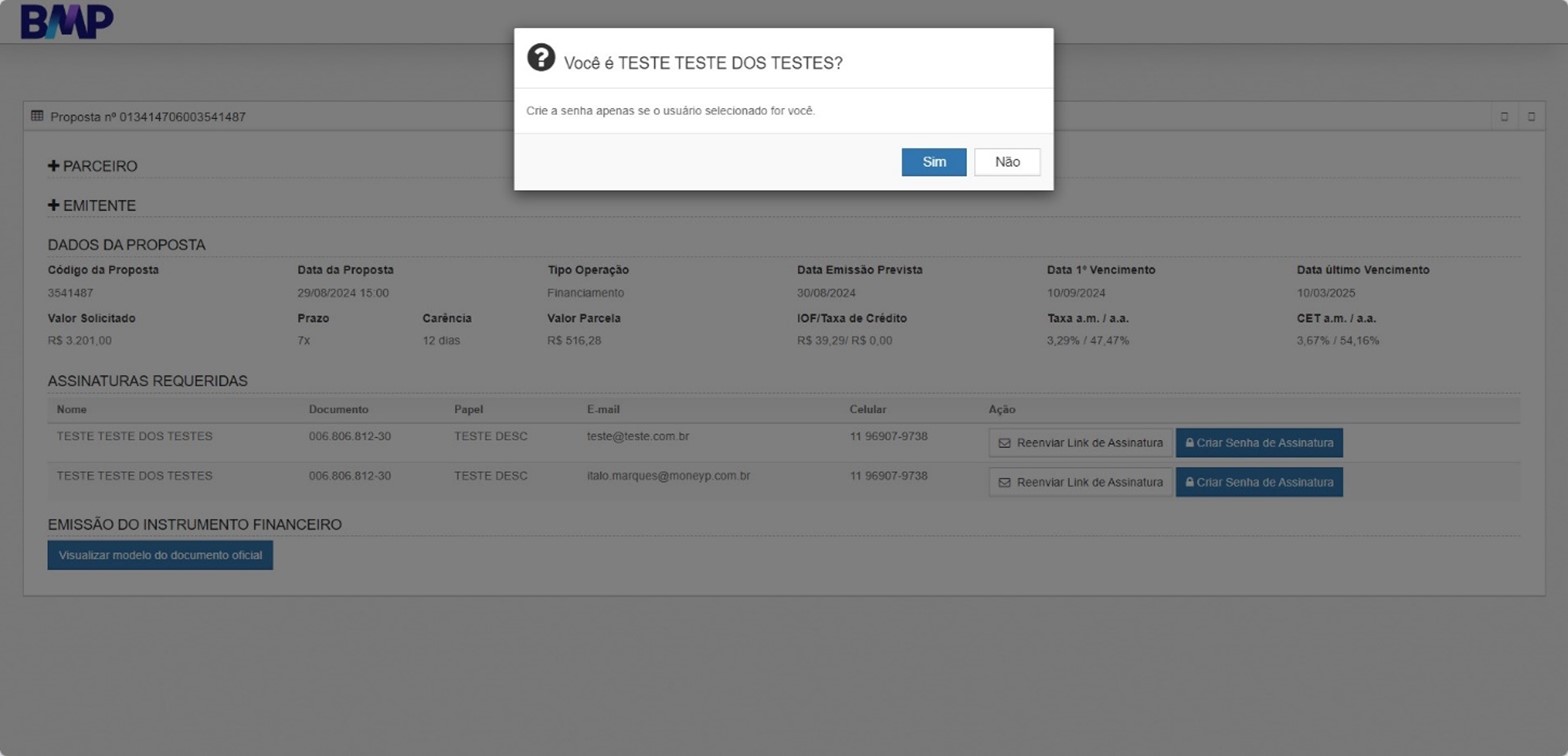 BMP
Você é TESTE TESTE DOS TESTES?
Crie a senha apenas se o usuário selecionado for você.
Sim Não
Proposta nº 013414706003541487
PARCEIRO
EMITENTE
DADOS DA PROPOSTA
Código da Proposta Data da Proposta Tipo Operação Data Emissão Prevista Data 1º Vencimento Data último Vencimento
3541487 29/08/2024 15:00 Financiamento 30/08/2024 10/09/2024 10/03/2025
Valor Solicitado Prazo Carência Valor Parcela IOF/Taxa de Crédito Taxa a.m. / a.a. CET a.m. / a.a.
R$ 3.201,00 7x 12 dias R$ 516,28 R$ 39,29/ R$ 0,00 3,29% / 47,47% 3,67% / 54,16%
ASSINATURAS REQUERIDAS
Nome Documento Papel E-mail Celular Ação
TESTE TESTE DOS TESTES 006.806.812-30 TESTE DESC teste@teste.com.br 11 96907-9738 Reenviar Link de Assinatura Criar Senha de Assinatura
TESTE TESTE DOS TESTES 006.806.812-30 TESTE DESC italo.marques@moneyp.com.br 11 96907-9738 Reenviar Link de Assinatura Criar Senha de Assinatura
EMISSÃO DO INSTRUMENTO FINANCEIRO
Visualizar modelo do documento oficial